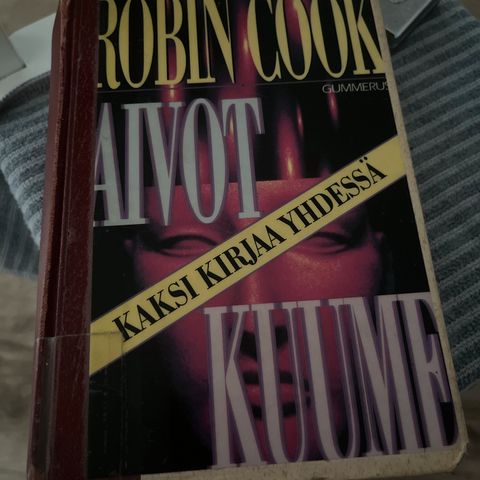 ROBIN COOK
GUMMERUS
AIVOT
KAKSI KIRJAA YHDESSÄ
KUUME